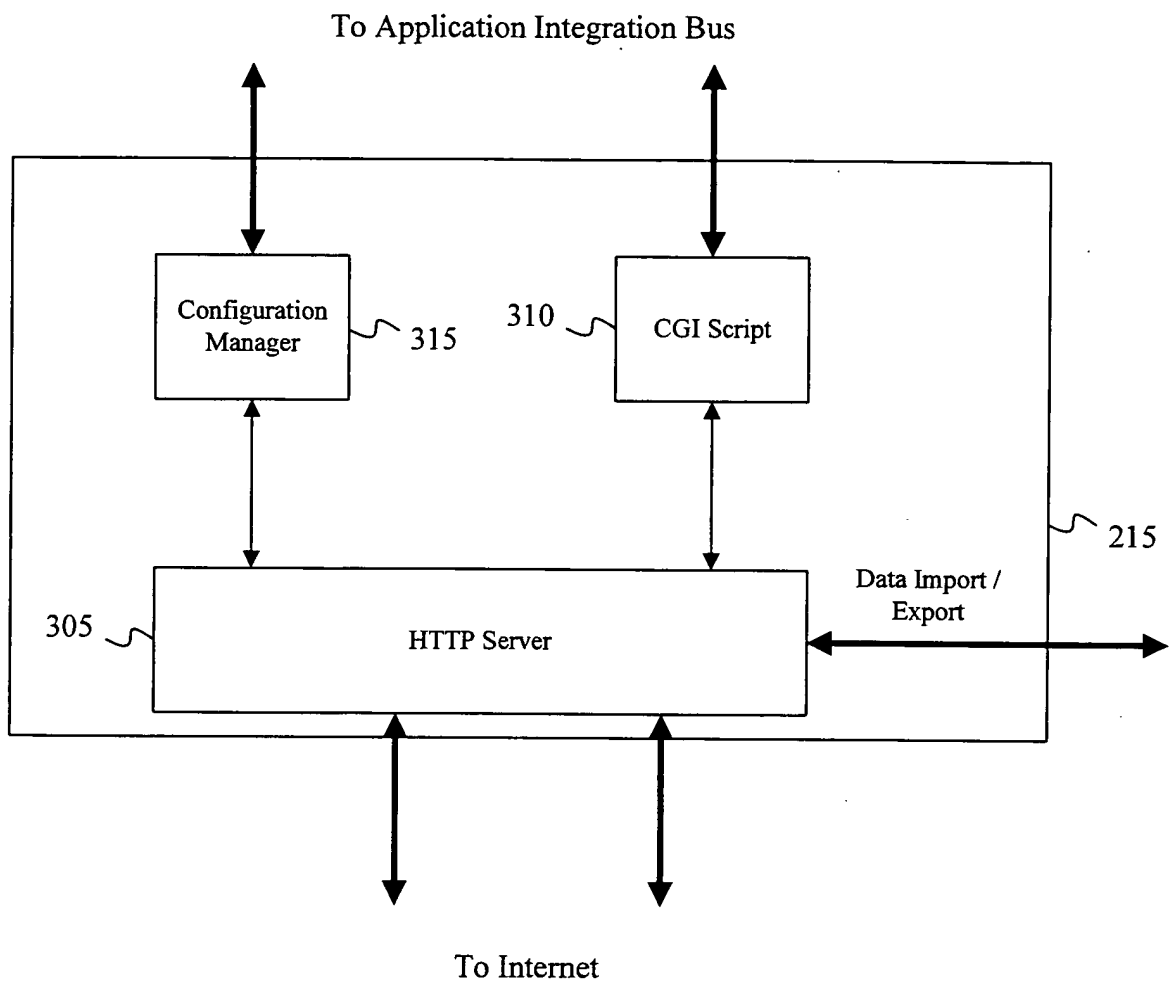 To Application Integration Bus
Configuration
Manager
315
310
CGI Script
215
Data Import /
Export
305
HTTP Server
To Internet